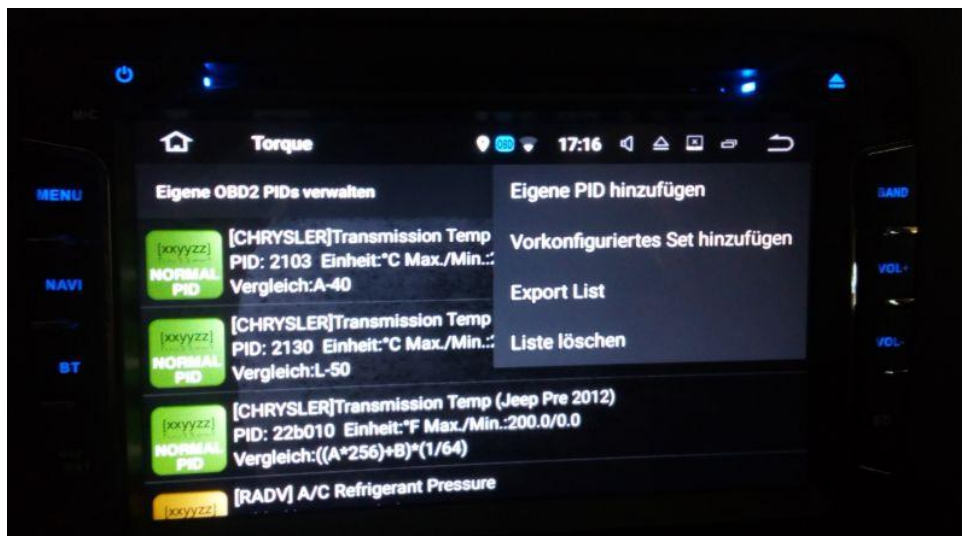 Torque
OBD
17:16
MENU
Eigene OBD2 PIDs verwalten
Eigene PID hinzufügen
BAND
[xxyyzz]
NORMAL
PID
[CHRYSLER]Transmission Temp
PID: 2103 Einheit:°C Max./Min.:2
Vergleich:A-40
Vorkonfiguriertes Set hinzufügen
VOL+
NAVI
Export List
[xxyyzz]
NORMAL
PID
[CHRYSLER]Transmission Temp
PID: 2130 Einheit:°C Max./Min.:2
Vergleich:L-50
Liste löschen
VOL-
BT
[xxyyzz]
NORMAL
PID
[CHRYSLER]Transmission Temp (Jeep Pre 2012)
PID: 22b010 Einheit:°F Max./Min.:200.0/0.0
Vergleich:((A*256)+B)*(1/64)
[xxyyzz]
[RADV] A/C Refrigerant Pressure